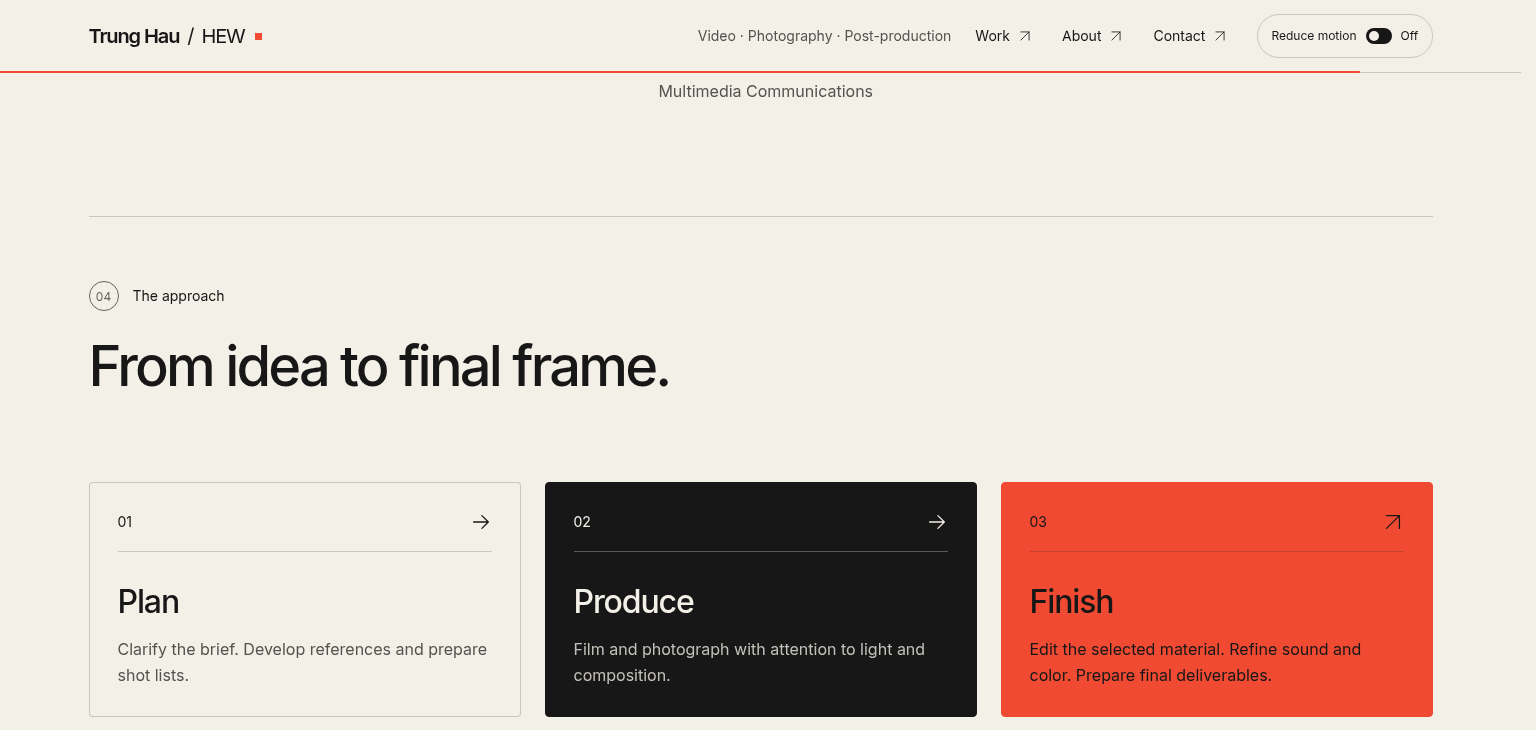 Trung Hau / HEW
Video · Photography · Post-production
Work
About
Contact
Reduce motion
Off
Multimedia Communications
04
The approach
From idea to final frame.
01
Plan
Clarify the brief. Develop references and prepare
shot lists.
02
Produce
Film and photograph with attention to light and
composition.
03
Finish
Edit the selected material. Refine sound and
color. Prepare final deliverables.